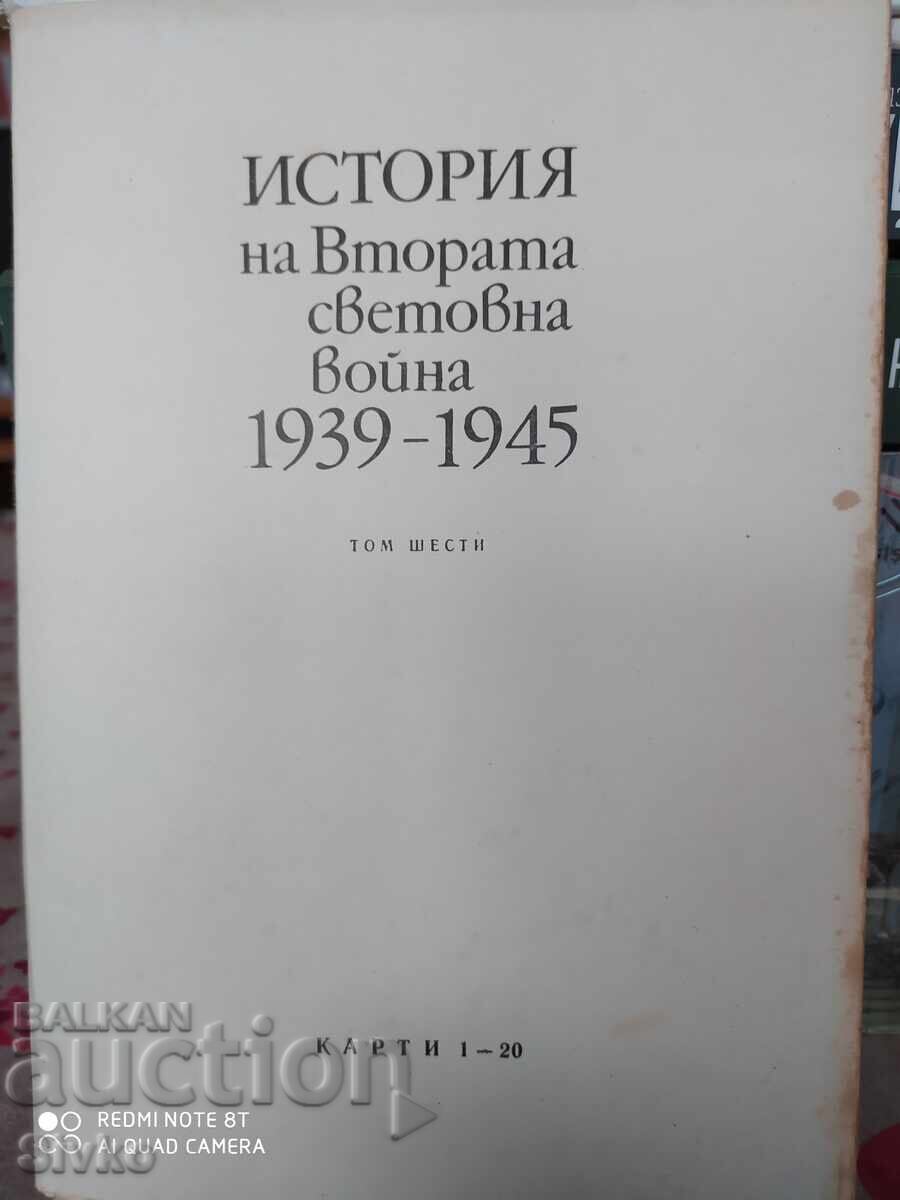 ИСТОРИЯ
на Втората
световна
война
1939-1945
ТОМ ШЕСТИ
КАРТИ 1—20
BALKAN
auction
REDMI NOTE 8T
AI QUAD CAMERA
Sivko